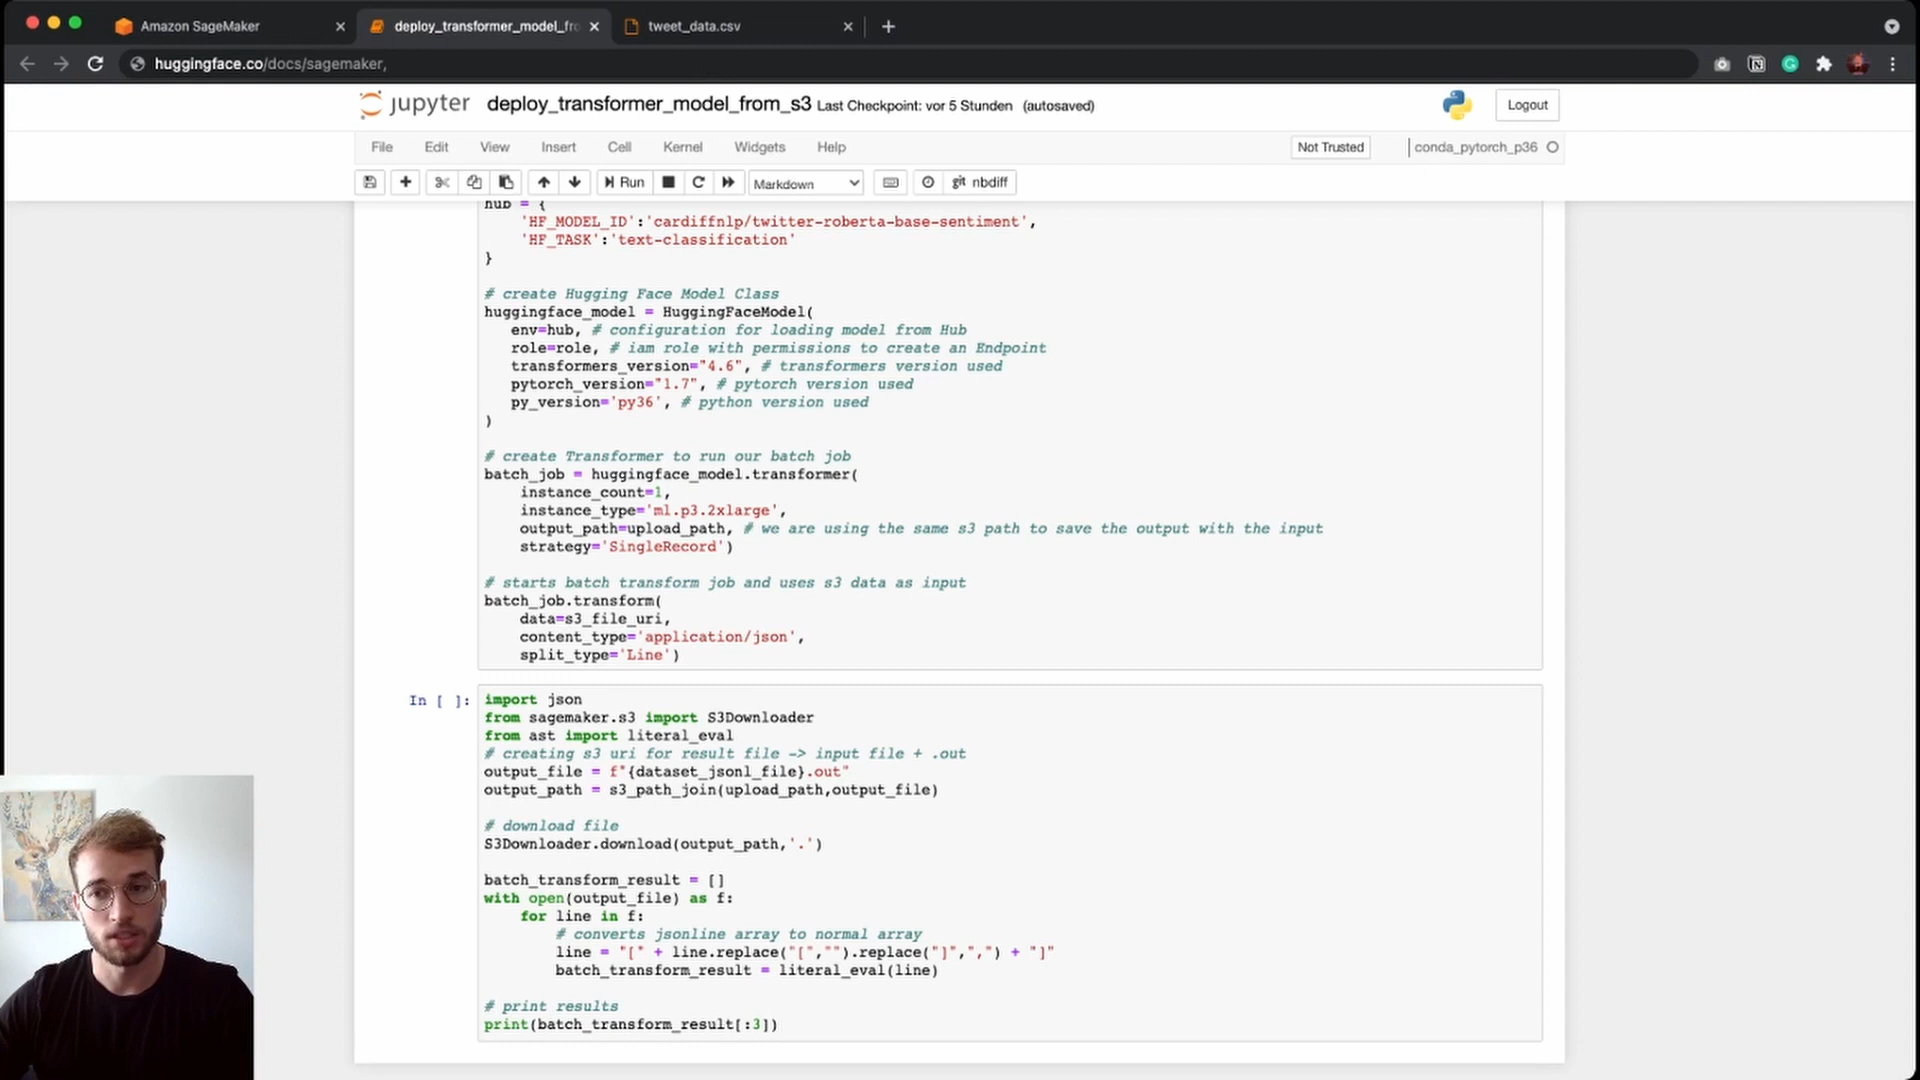 Amazon SageMaker
deploy_transformer_model_fro
tweet_data.csv
huggingface.co/docs/sagemaker,
jupyter deploy_transformer_model_from_s3 Last Checkpoint: vor 5 Stunden (autosaved)
Logout
File Edit View Insert Cell Kernel Widgets Help
Not Trusted
conda_pytorch_p36
Run
Markdown
git nbdiff
hub = {
'HF_MODEL_ID':'cardiffnlp/twitter-roberta-base-sentiment',
'HF_TASK':'text-classification'
}
# create Hugging Face Model Class
huggingface_model = HuggingFaceModel(
env=hub, # configuration for loading model from Hub
role=role, # iam role with permissions to create an Endpoint
transformers_version="4.6", # transformers version used
pytorch_version="1.7", # pytorch version used
py_version='py36', # python version used
)
# create Transformer to run our batch job
batch_job = huggingface_model.transformer(
instance_count=1,
instance_type='ml.p3.2xlarge',
output_path=upload_path, # we are using the same s3 path to save the output with the input
strategy='SingleRecord')
# starts batch transform job and uses s3 data as input
batch_job.transform(
data=s3_file_uri,
content_type='application/json',
split_type='Line')
In [ ]:
import json
from sagemaker.s3 import S3Downloader
from ast import literal_eval
# creating s3 uri for result file -> input file + .out
output_file = f"{dataset_jsonl_file}.out"
output_path = s3_path_join(upload_path,output_file)
# download file
S3Downloader.download(output_path,'.')
batch_transform_result = []
with open(output_file) as f:
for line in f:
# converts jsonline array to normal array
line = "[" + line.replace("[","").replace("]",",") + "]"
batch_transform_result = literal_eval(line)
# print results
print(batch_transform_result[:3])